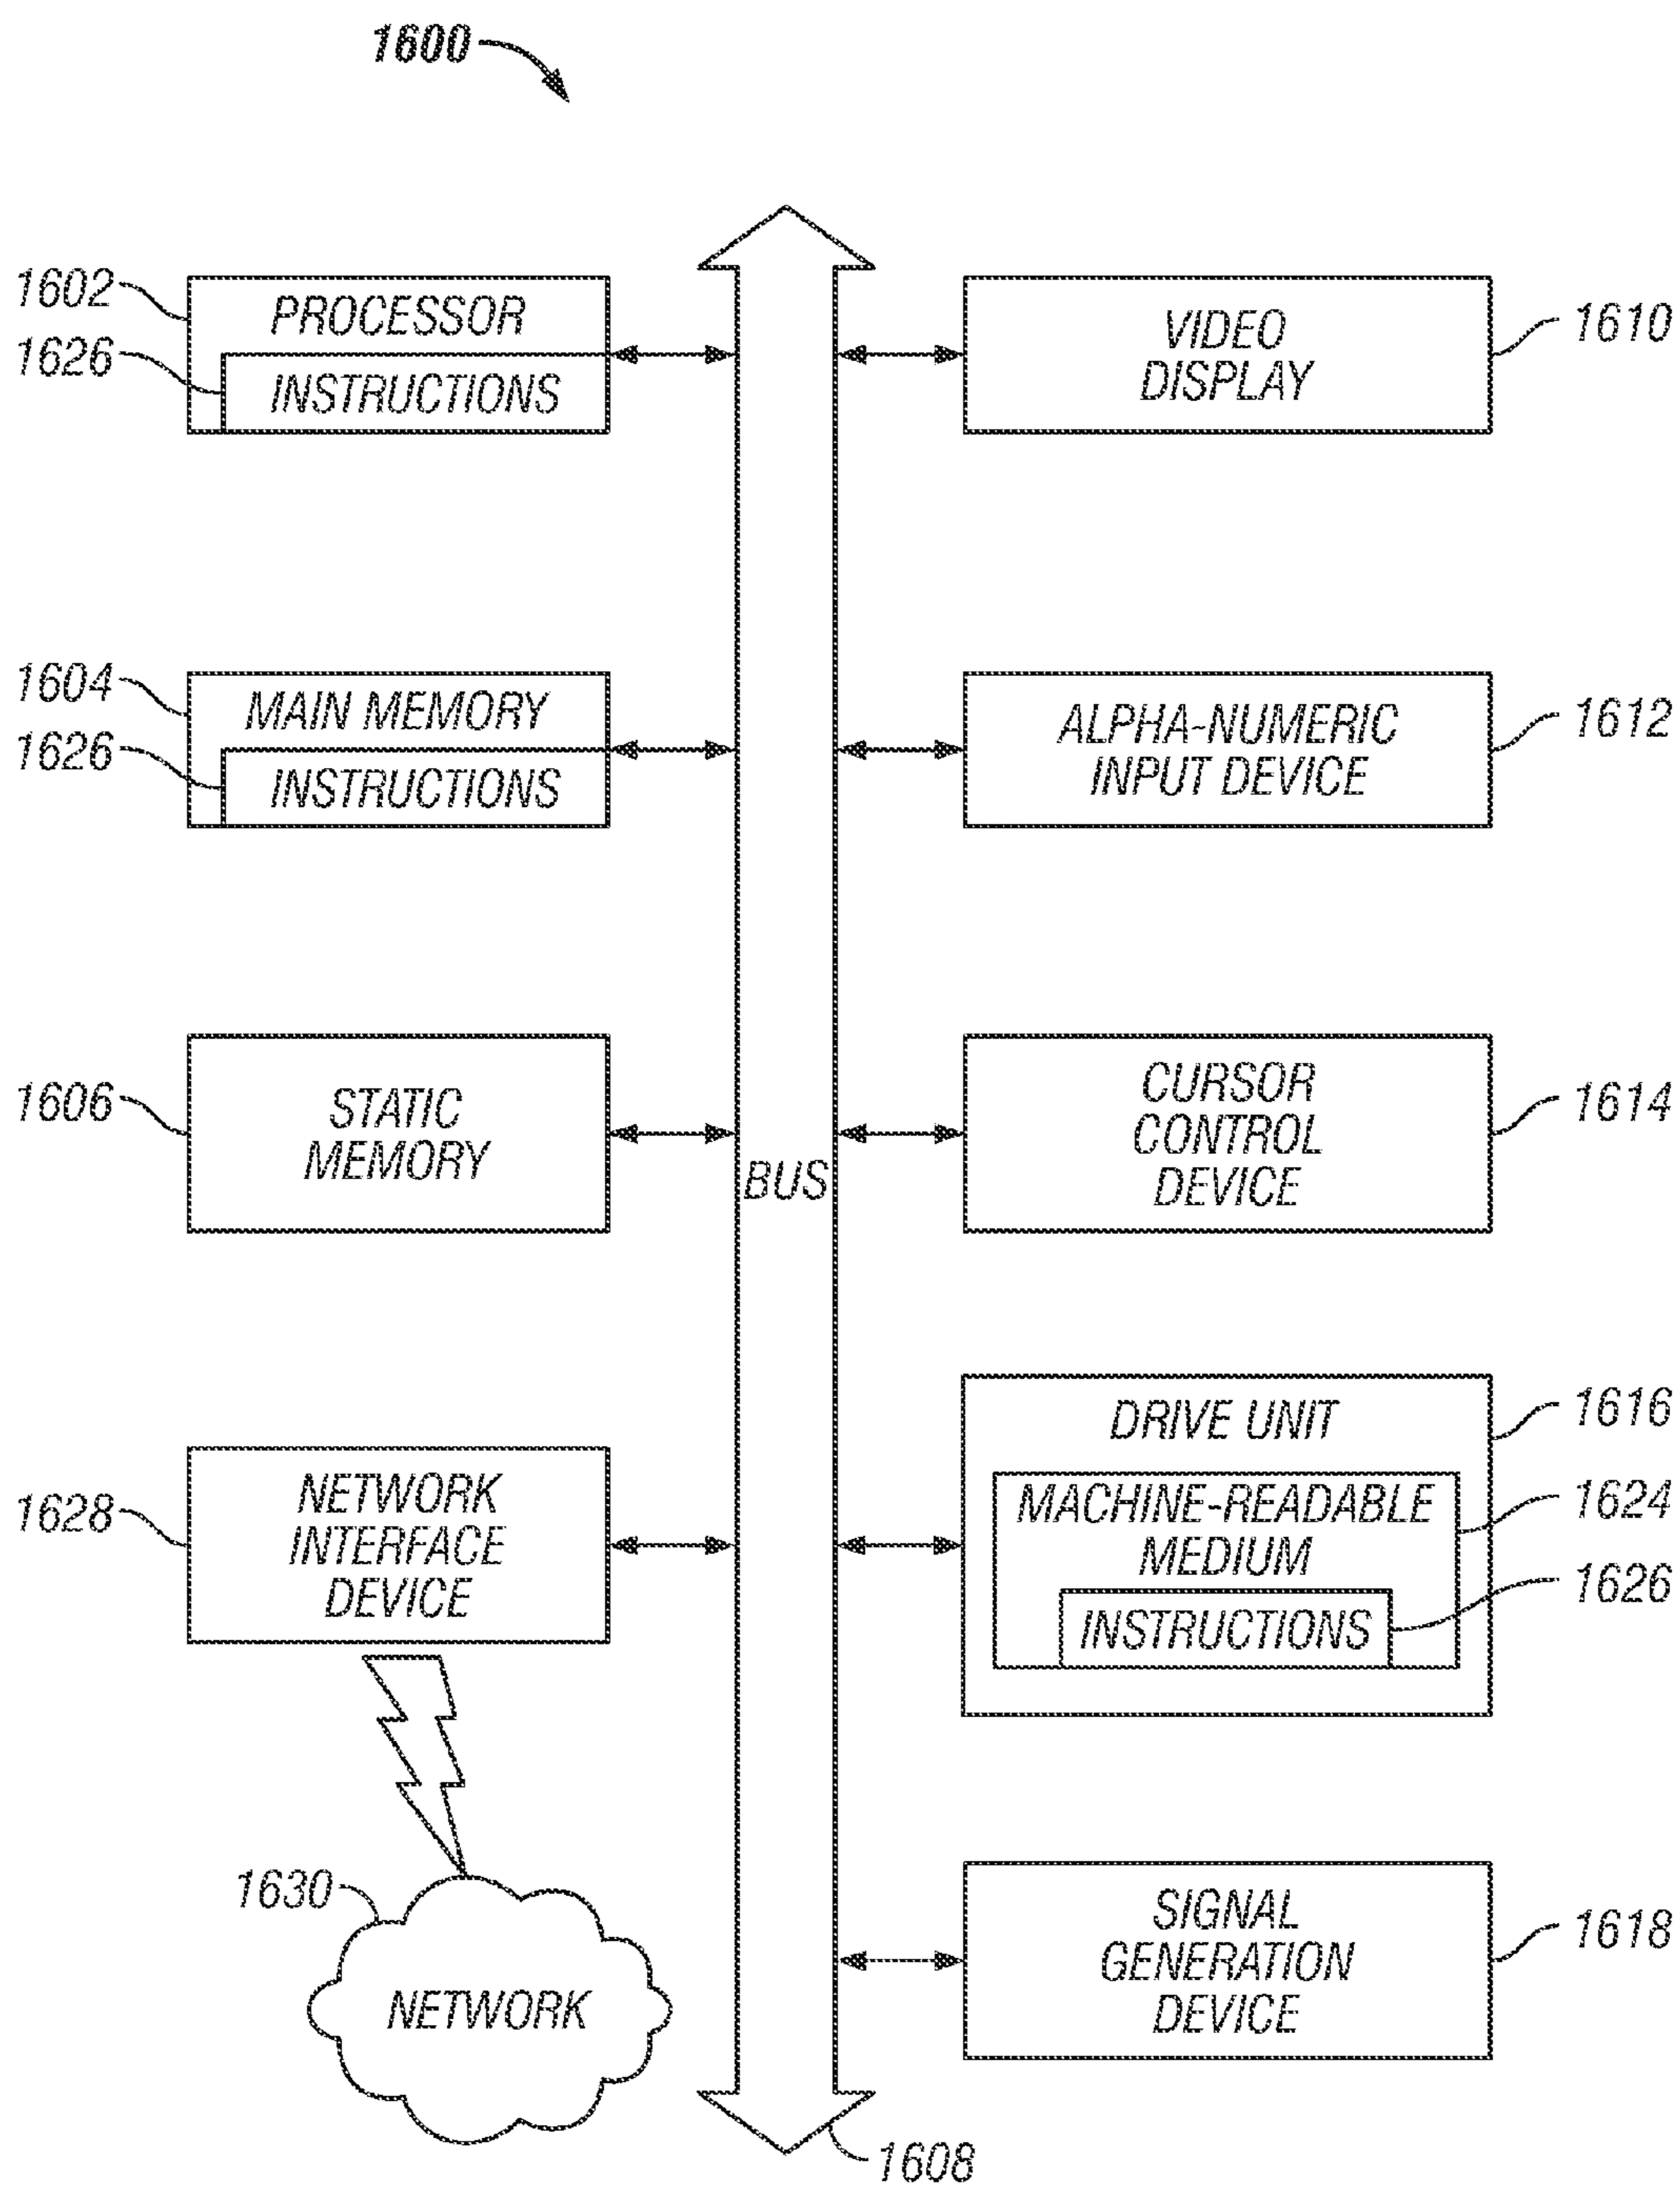 1600
1602
PROCESSOR
1626
INSTRUCTIONS
VIDEO
DISPLAY
1610
1604
MAIN MEMORY
1626
INSTRUCTIONS
ALPHA-NUMERIC
INPUT DEVICE
1612
1606
STATIC
MEMORY
BUS
CURSOR
CONTROL
DEVICE
1614
1628
NETWORK
INTERFACE
DEVICE
DRIVE UNIT
1616
MACHINE-READABLE
MEDIUM
1624
INSTRUCTIONS
1626
1630
NETWORK
SIGNAL
GENERATION
DEVICE
1618
1608